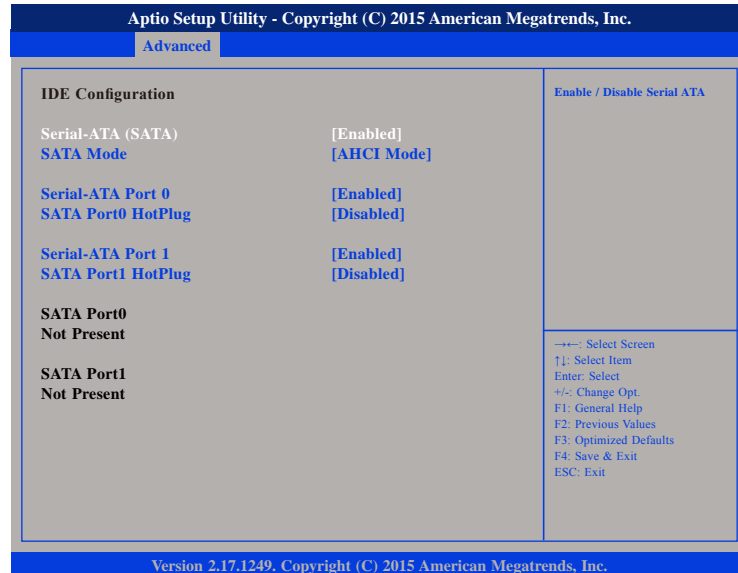 Aptio Setup Utility - Copyright (C) 2015 American Megatrends, Inc.
Advanced
IDE Configuration
Serial-ATA (SATA) [Enabled]
SATA Mode [AHCI Mode]
Serial-ATA Port 0 [Enabled]
SATA Port0 HotPlug [Disabled]
Serial-ATA Port 1 [Enabled]
SATA Port1 HotPlug [Disabled]
SATA Port0
Not Present
SATA Port1
Not Present
Enable / Disable Serial ATA
→←: Select Screen
↑↓: Select Item
Enter: Select
+/-: Change Opt.
F1: General Help
F2: Previous Values
F3: Optimized Defaults
F4: Save & Exit
ESC: Exit
Version 2.17.1249. Copyright (C) 2015 American Megatrends, Inc.